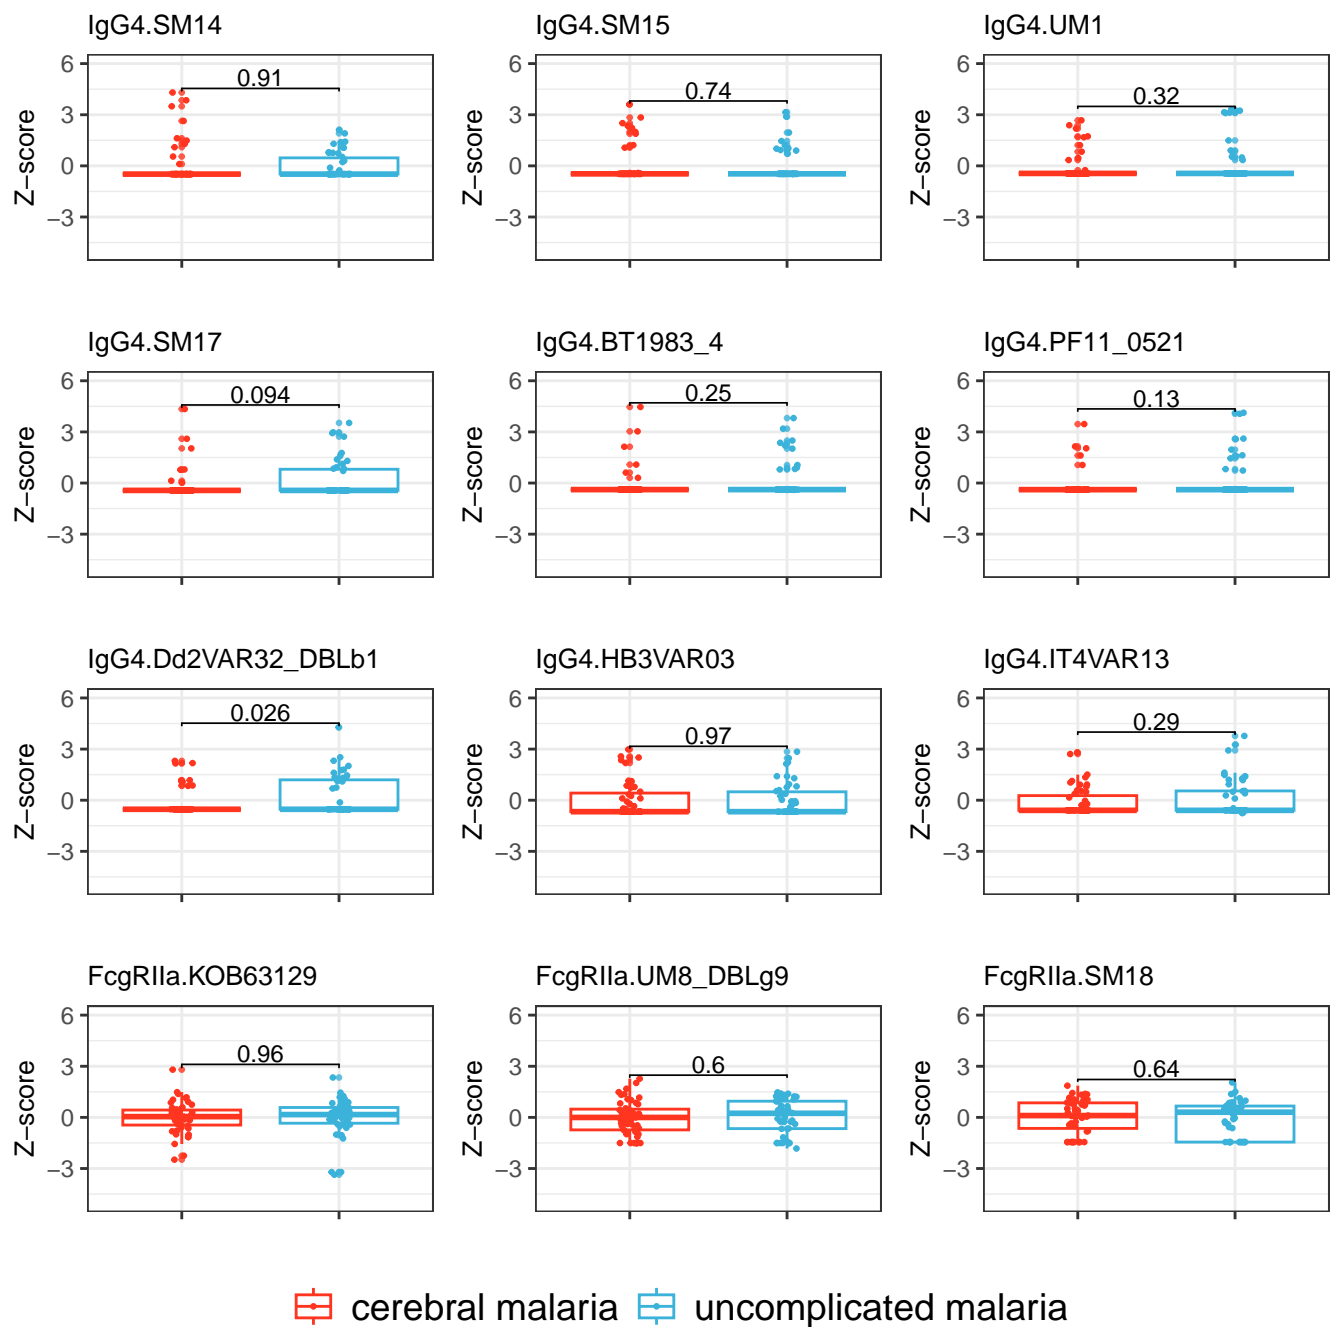 IgG4.SM14 IgG4.SM15 IgG4.UM1
6 6 6
0.91 0.74 0.32
3 3 3
Z−score Z−score Z−score
0 0 0
−3 −3 −3
IgG4.SM17 IgG4.BT1983_4 IgG4.PF11_0521
6 6 6
0.094 0.25 0.13
3 3 3
Z−score Z−score Z−score
0 0 0
−3 −3 −3
IgG4.Dd2VAR32_DBLb1 IgG4.HB3VAR03 IgG4.IT4VAR13
6 6 6
0.026 0.97 0.29
3 3 3
Z−score Z−score Z−score
0 0 0
−3 −3 −3
FcgRIIa.KOB63129 FcgRIIa.UM8_DBLg9 FcgRIIa.SM18
6 6 6
0.96 0.6 0.64
3 3 3
Z−score Z−score Z−score
0 0 0
−3 −3 −3
cerebral malaria uncomplicated malaria